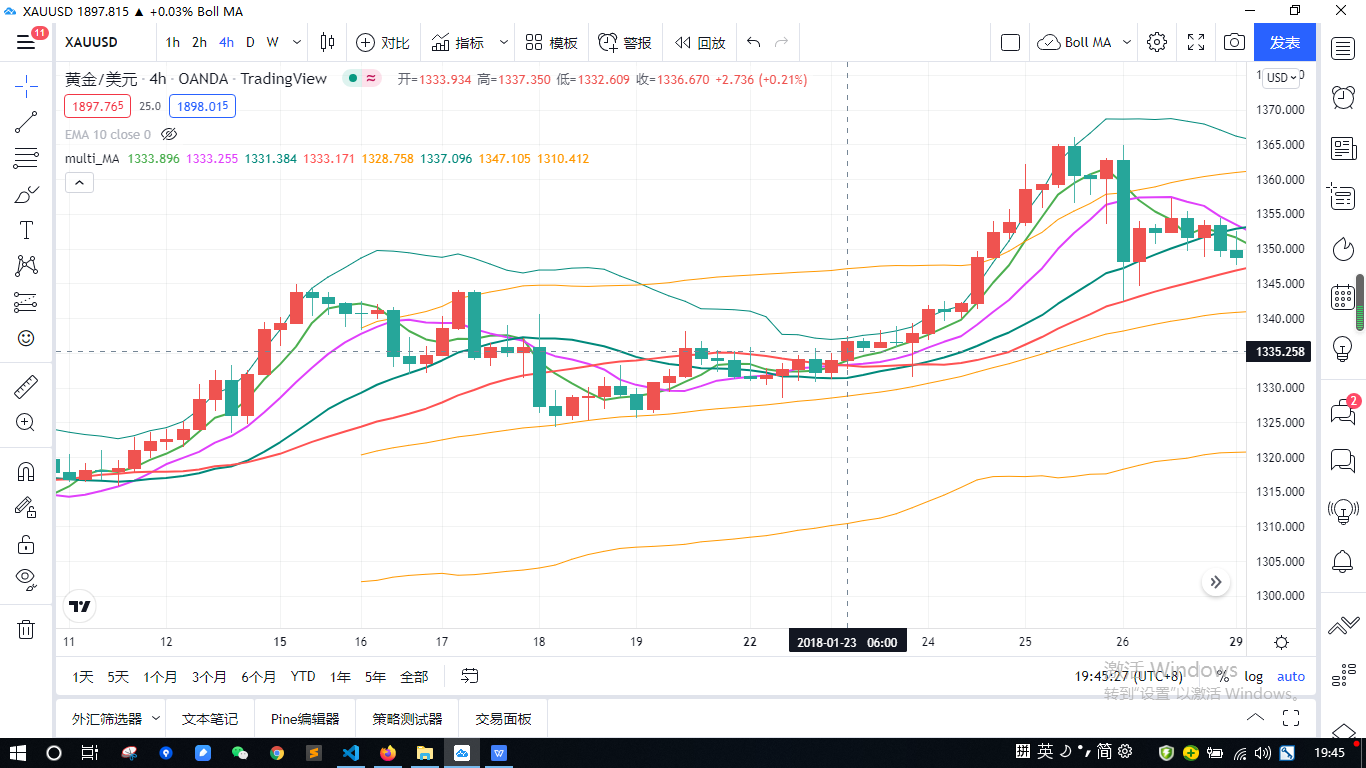 XAUUSD 1897.815 ▲ +0.03% Boll MA
11
XAUUSD 1h 2h 4h D W 对比 指标 模板 警报 回放 Boll MA 发表
黄金/美元 · 4h · OANDA · TradingView ≈ 开=1333.934 高=1337.350 低=1332.609 收=1336.670 +2.736 (+0.21%)
USD
1897.765 25.0 1898.015
EMA 10 close 0
multi_MA 1333.896 1333.255 1331.384 1333.171 1328.758 1337.096 1347.105 1310.412
1370.000
1365.000
1360.000
1355.000
1350.000
1345.000
1340.000
1335.258
1330.000
1325.000
1320.000
1315.000
1310.000
1305.000
1300.000
2
11 12 15 16 17 18 19 22 2018-01-23 06:00 24 25 26 29
1天 5天 1个月 3个月 6个月 YTD 1年 5年 全部 19:45:27 (UTC+8) % log auto
激活 Windows
转到“设置”以激活 Windows。
外汇筛选器 文本笔记 Pine编辑器 策略测试器 交易面板
英 简 19:45